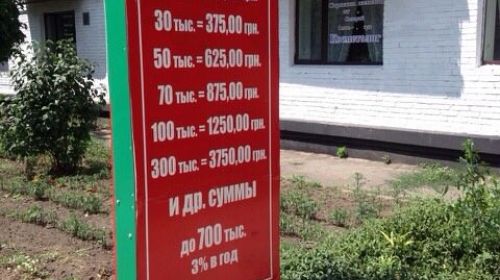 30 тыс. = 375,00 грн.
50 тыс. = 625,00 грн.
70 тыс. = 875,00 грн.
100 тыс. = 1250,00 грн.
300 тыс. = 3750,00 грн.
и др. суммы
до 700 тыс.
3% в год
Косметолог